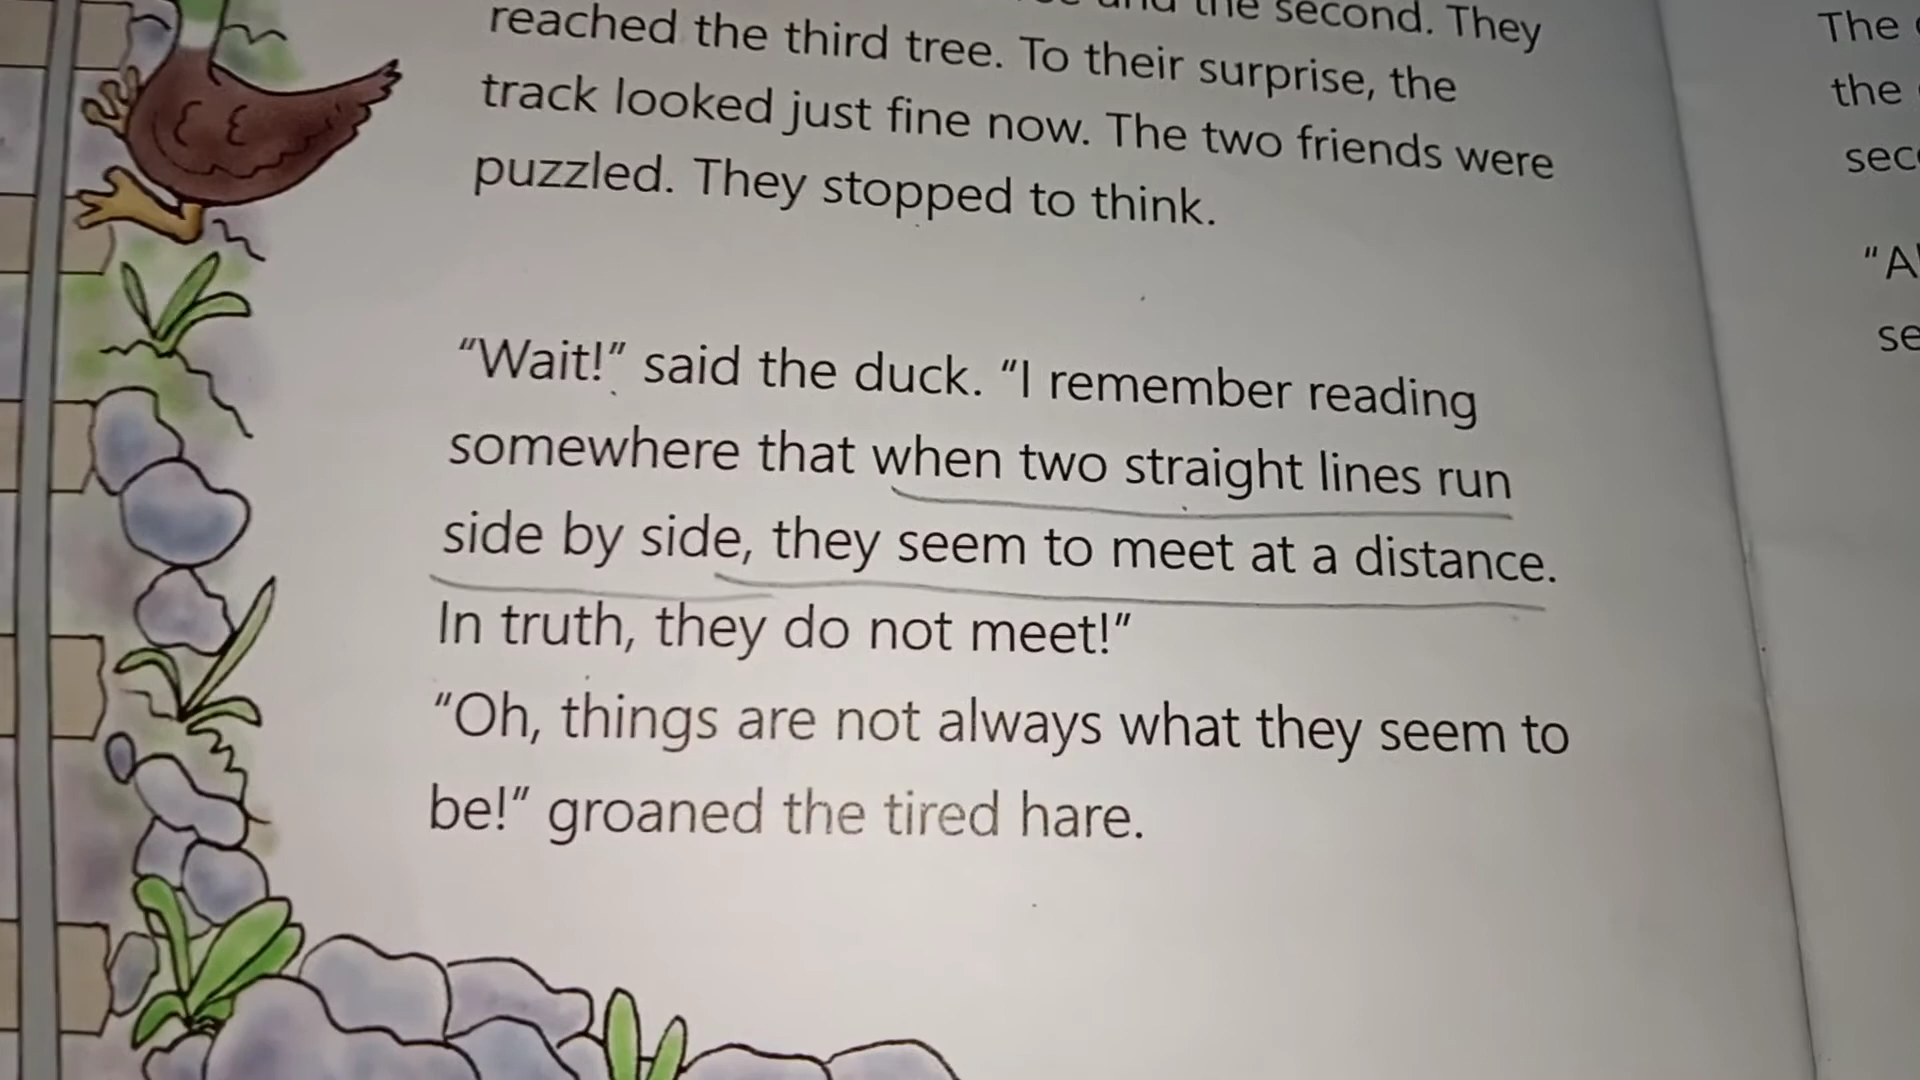 and the second. They
reached the third tree. To their surprise, the
track looked just fine now. The two friends were
puzzled. They stopped to think.
“Wait!” said the duck. “I remember reading
somewhere that when two straight lines run
side by side, they seem to meet at a distance.
In truth, they do not meet!”
“Oh, things are not always what they seem to
be!” groaned the tired hare.
The
the